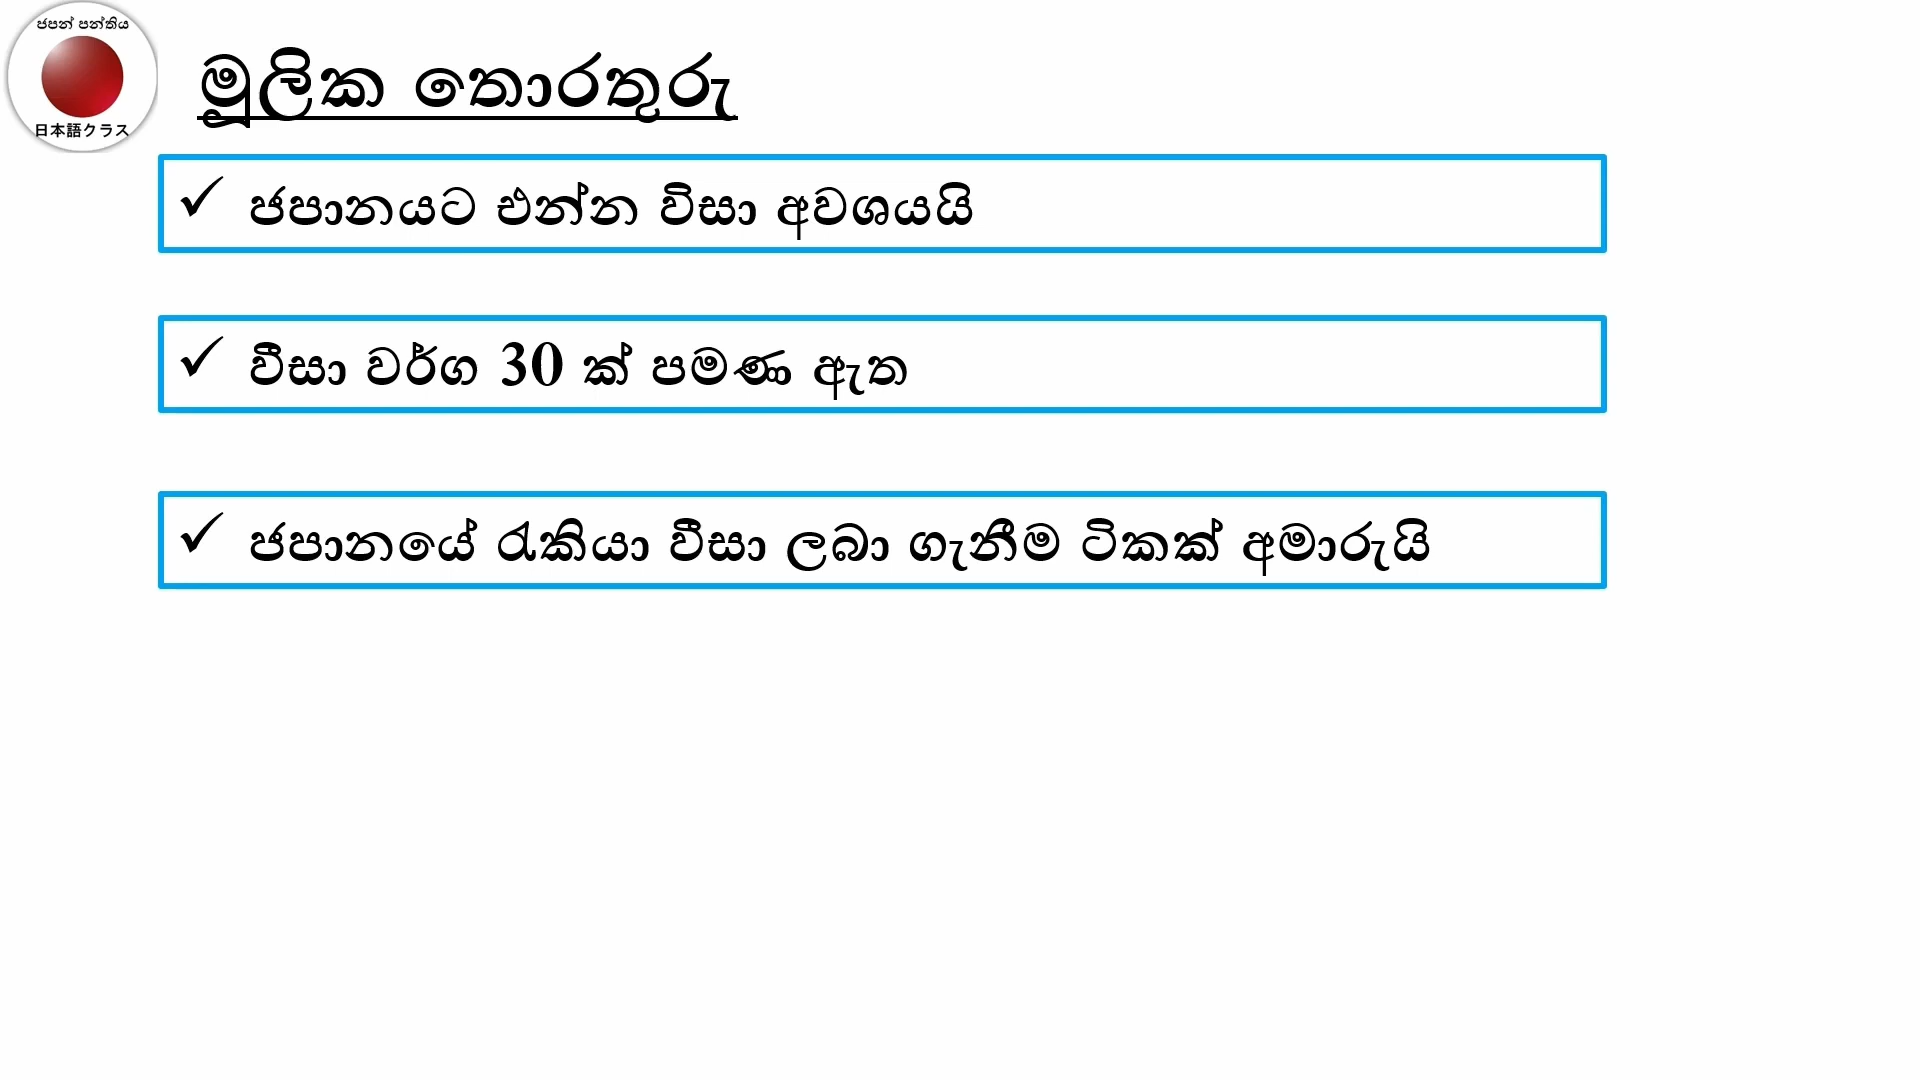 ජපන් පන්තිය
日本語クラス
මූලික තොරතුරු
✓ ජපානයට එන්න විසා අවශයයි
✓ වීසා වර්ග 30 ක් පමණ ඇත
✓ ජපානයේ රැකියා වීසා ලබා ගැනීම ටිකක් අමාරුයි